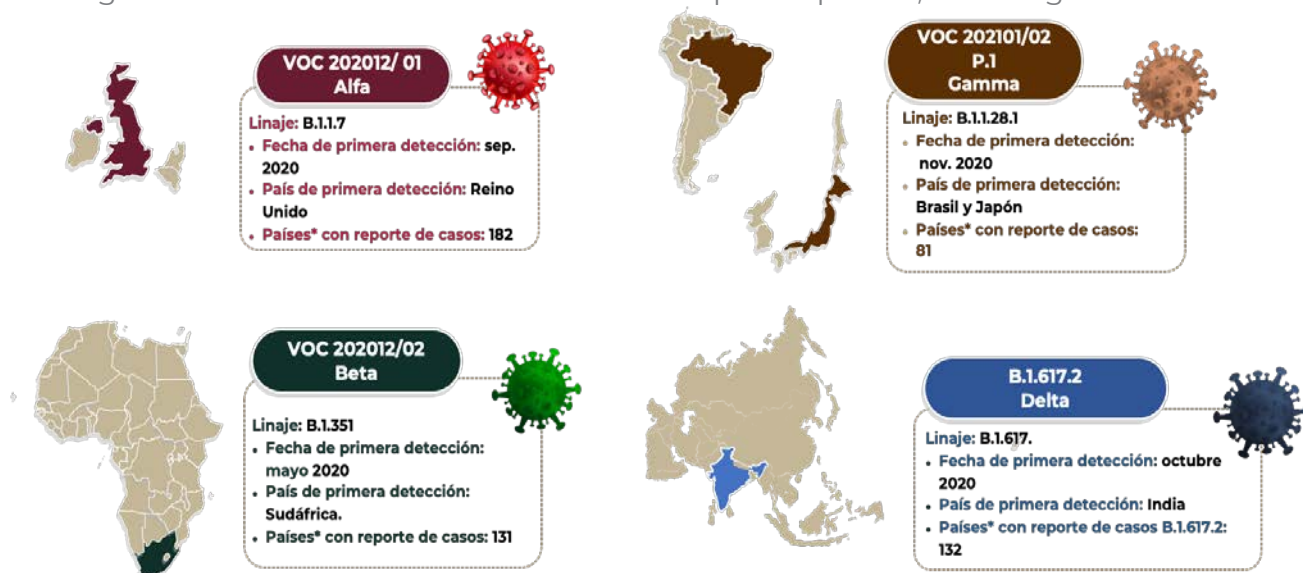 VOC 202012/ 01
Alfa
Linaje: B.1.1.7
• Fecha de primera detección: sep.
2020
• País de primera detección: Reino
Unido
• Países* con reporte de casos: 182
VOC 202101/02
P.1
Gamma
Linaje: B.1.1.28.1
• Fecha de primera detección:
nov. 2020
• País de primera detección:
Brasil y Japón
• Países* con reporte de casos:
81
VOC 202012/02
Beta
Linaje: B.1.351
• Fecha de primera detección:
mayo 2020
• País de primera detección:
Sudáfrica.
• Países* con reporte de casos: 131
B.1.617.2
Delta
Linaje: B.1.617.
• Fecha de primera detección: octubre
2020
• País de primera detección: India
• Países* con reporte de casos B.1.617.2:
132